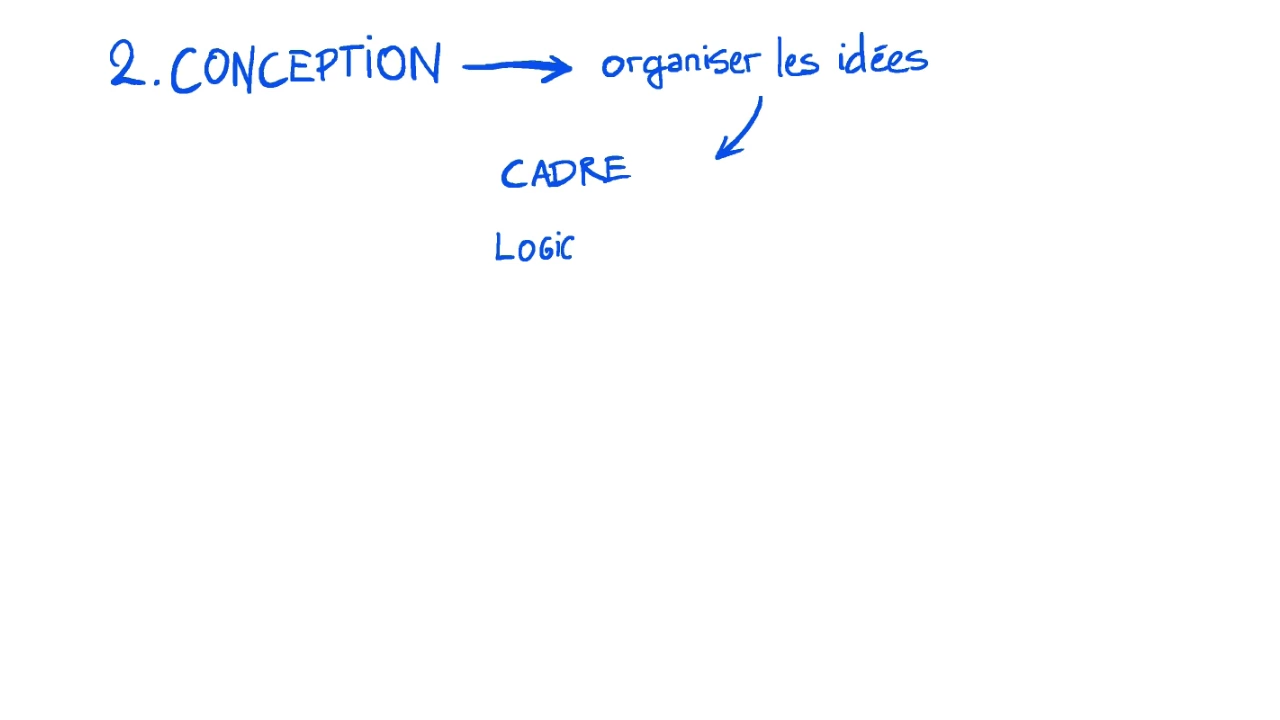 2. CONCEPTION → organiser les idées
CADRE
LOGIC